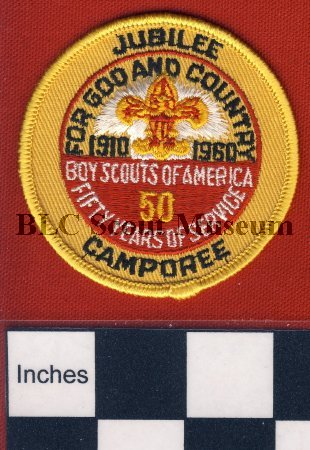 JUBILEE
FOR GOD AND COUNTRY
1910 1960
BOY SCOUTS OF AMERICA
50
FIFTY YEARS OF SERVICE
CAMPOREE
BLC Scout Museum
Inches